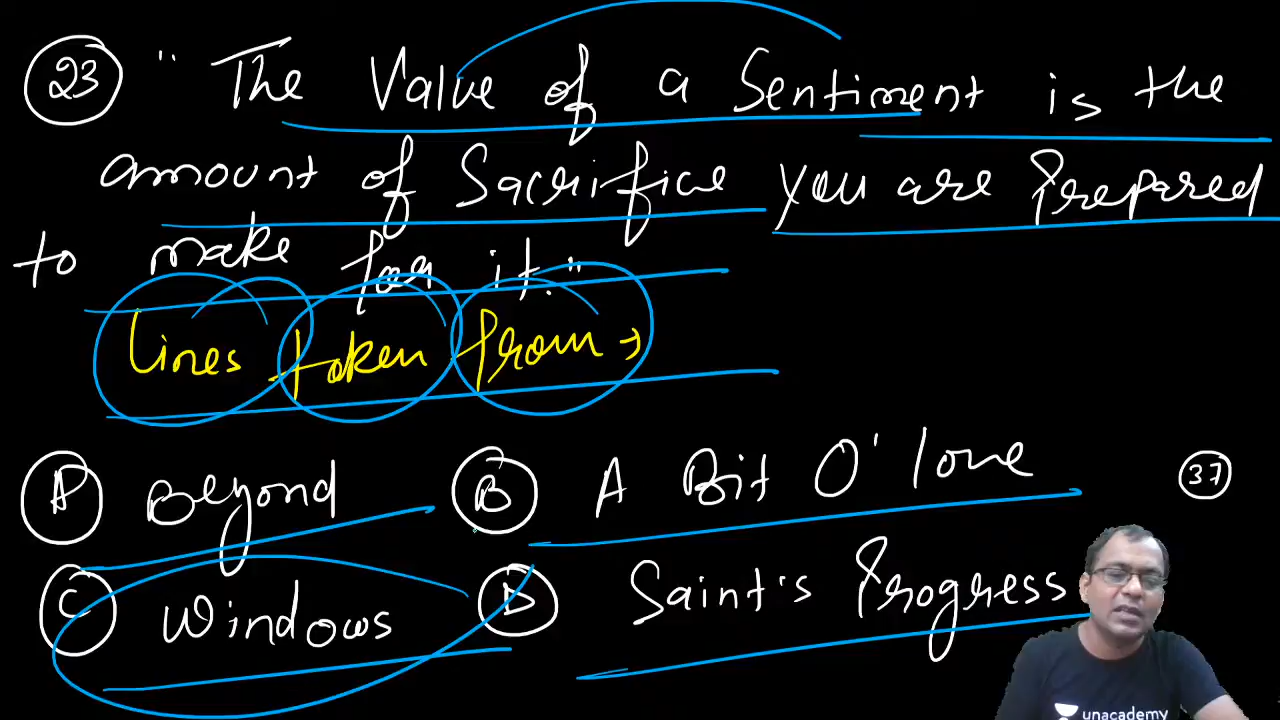 23 "The Value of a Sentiment is the
amount of Sacrifice you are Prepared
to make for it."
lines taken from →
A Beyond B A Bit O' love 37
C Windows D Saint's Progress
unacademy